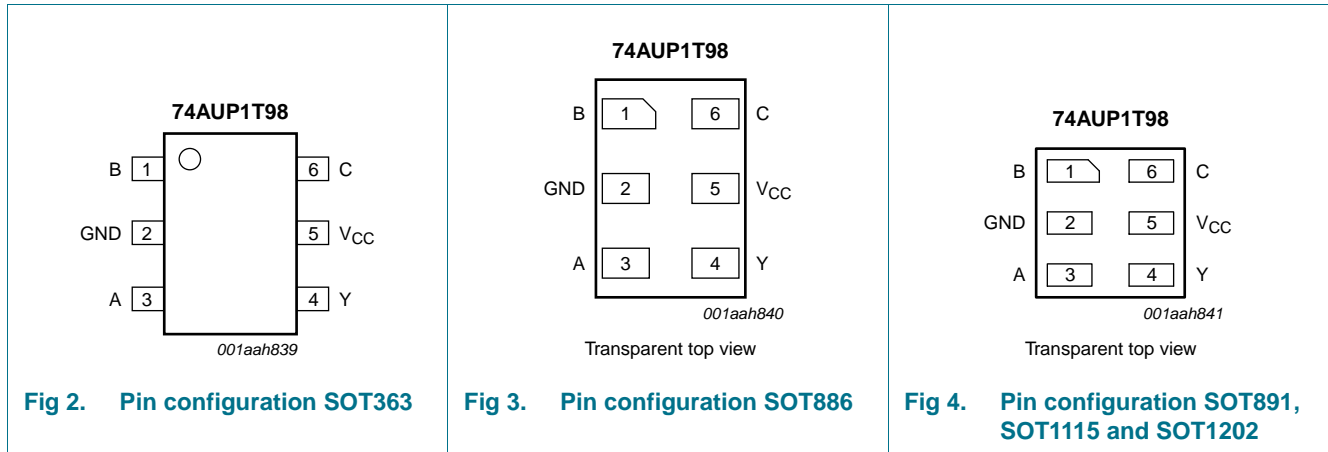 74AUP1T98
B 1 6 C
GND 2 5 VCC
A 3 4 Y
001aah839
Fig 2. Pin configuration SOT363
74AUP1T98
B 1 6 C
GND 2 5 VCC
A 3 4 Y
001aah840
Transparent top view
Fig 3. Pin configuration SOT886
74AUP1T98
B 1 6 C
GND 2 5 VCC
A 3 4 Y
001aah841
Transparent top view
Fig 4. Pin configuration SOT891,
SOT1115 and SOT1202